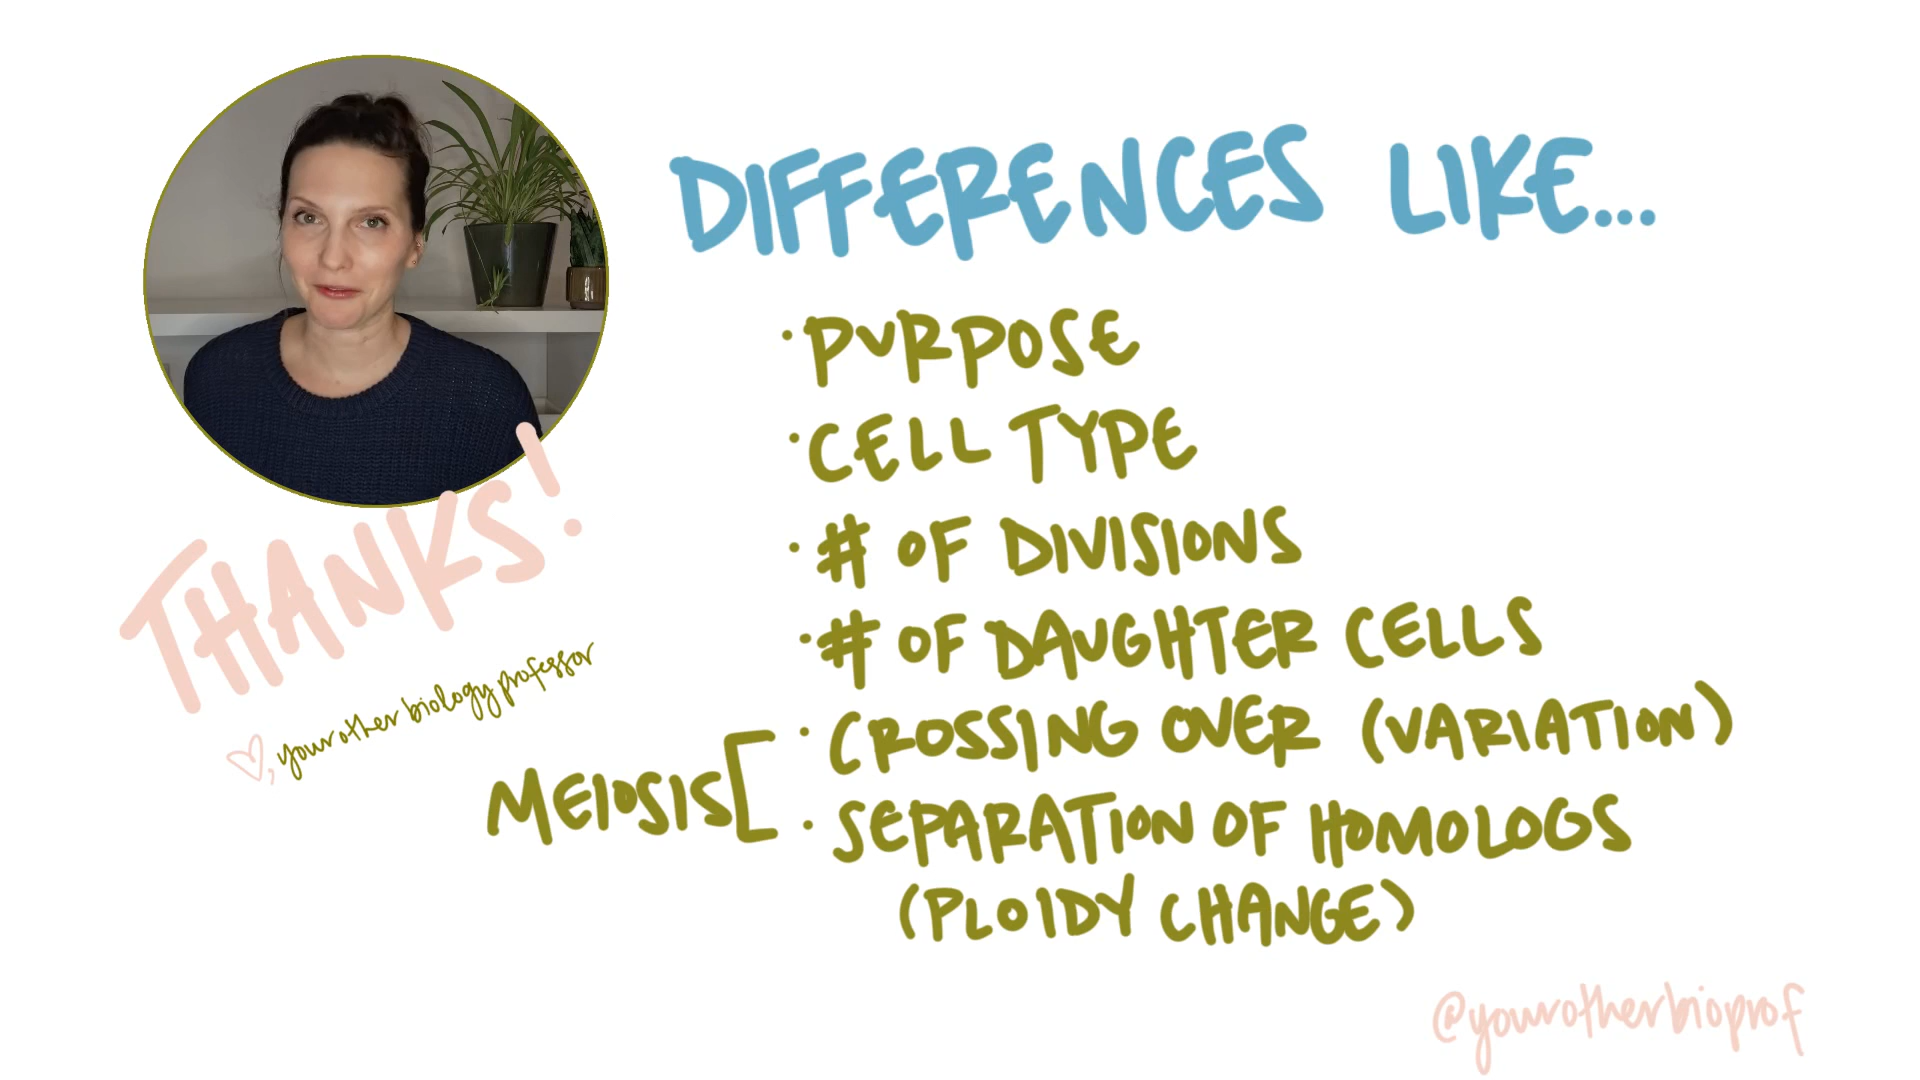 DIFFERENCES LIKE...
• PURPOSE
• CELL TYPE
• # OF DIVISIONS
• # OF DAUGHTER CELLS
MEIOSIS [
• CROSSING OVER (VARIATION)
• SEPARATION OF HOMOLOGS
(PLOIDY CHANGE)
THANKS!
♡, your other biology professor
@yourotherbioprof